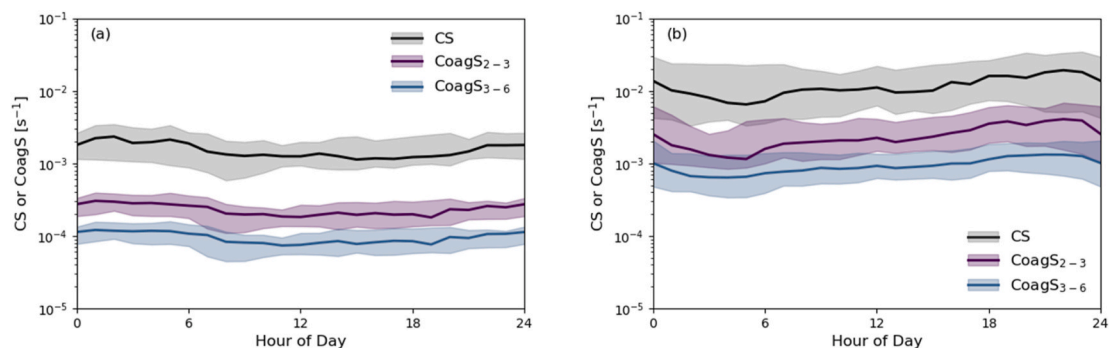 (a)
CS
CoagS₂₋₃
CoagS₃₋₆
CS or CoagS [s⁻¹]
10⁻¹
10⁻²
10⁻³
10⁻⁴
10⁻⁵
0 6 12 18 24
Hour of Day
(b)
CS
CoagS₂₋₃
CoagS₃₋₆
CS or CoagS [s⁻¹]
10⁻¹
10⁻²
10⁻³
10⁻⁴
10⁻⁵
0 6 12 18 24
Hour of Day